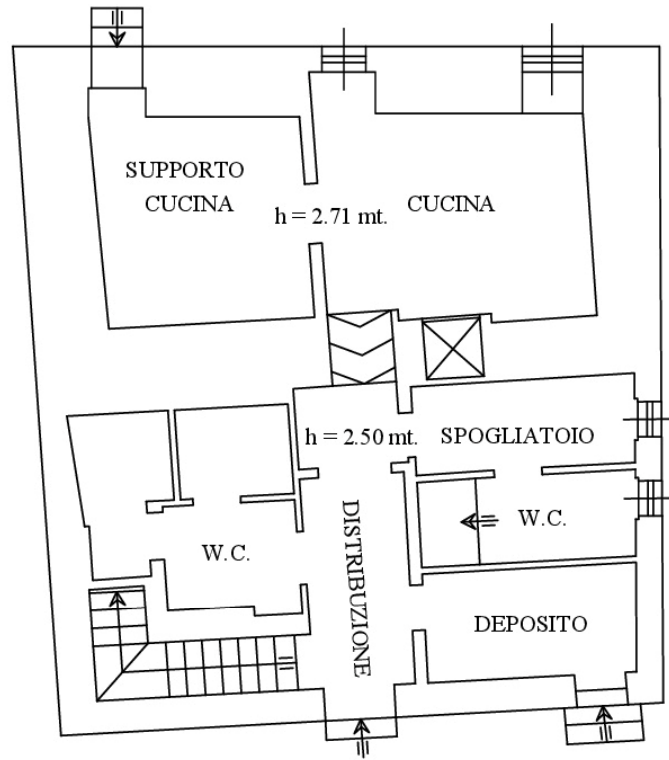 SUPPORTO
CUCINA
CUCINA
h = 2.71 mt.
h = 2.50 mt.
SPOGLIATOIO
W.C.
W.C.
DISTRIBUZIONE
DEPOSITO